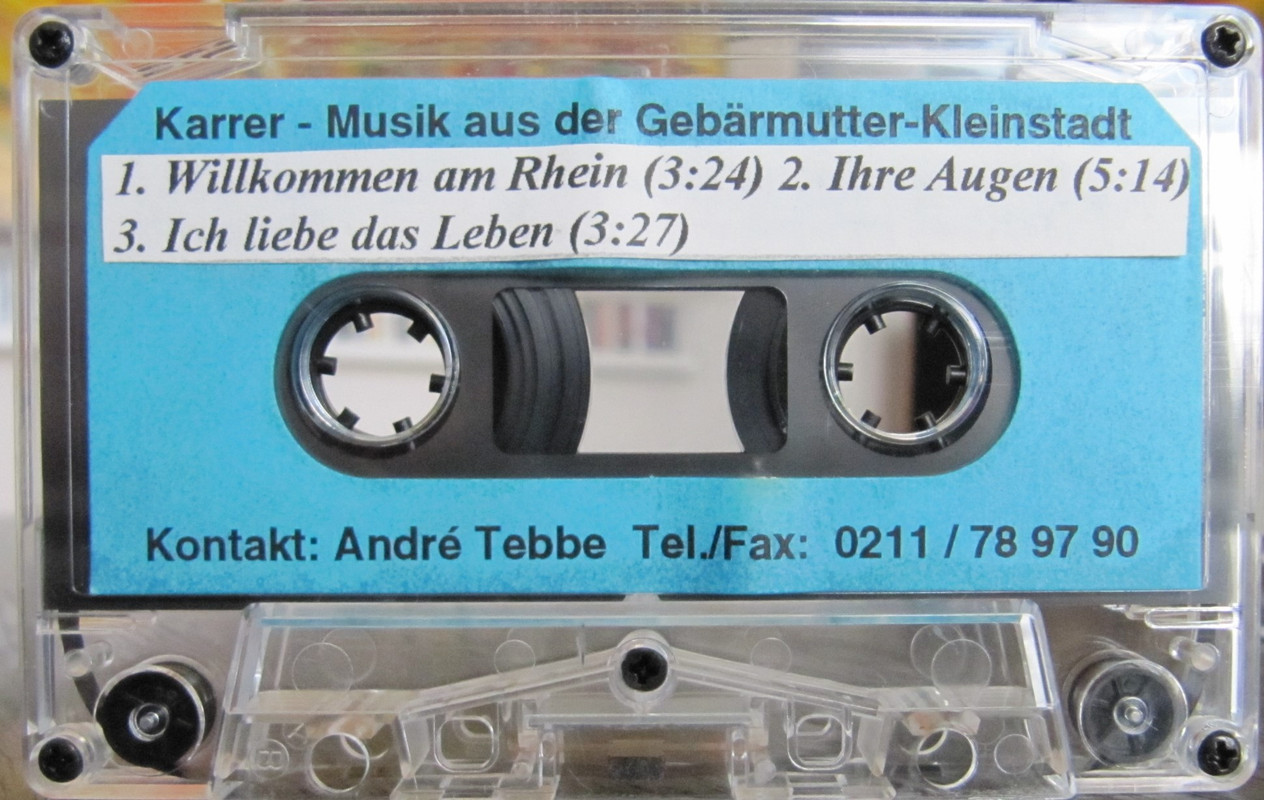 Karrer - Musik aus der Gebärmutter-Kleinstadt
1. Willkommen am Rhein (3:24) 2. Ihre Augen (5:14)
3. Ich liebe das Leben (3:27)
Kontakt: André Tebbe Tel./Fax: 0211 / 78 97 90